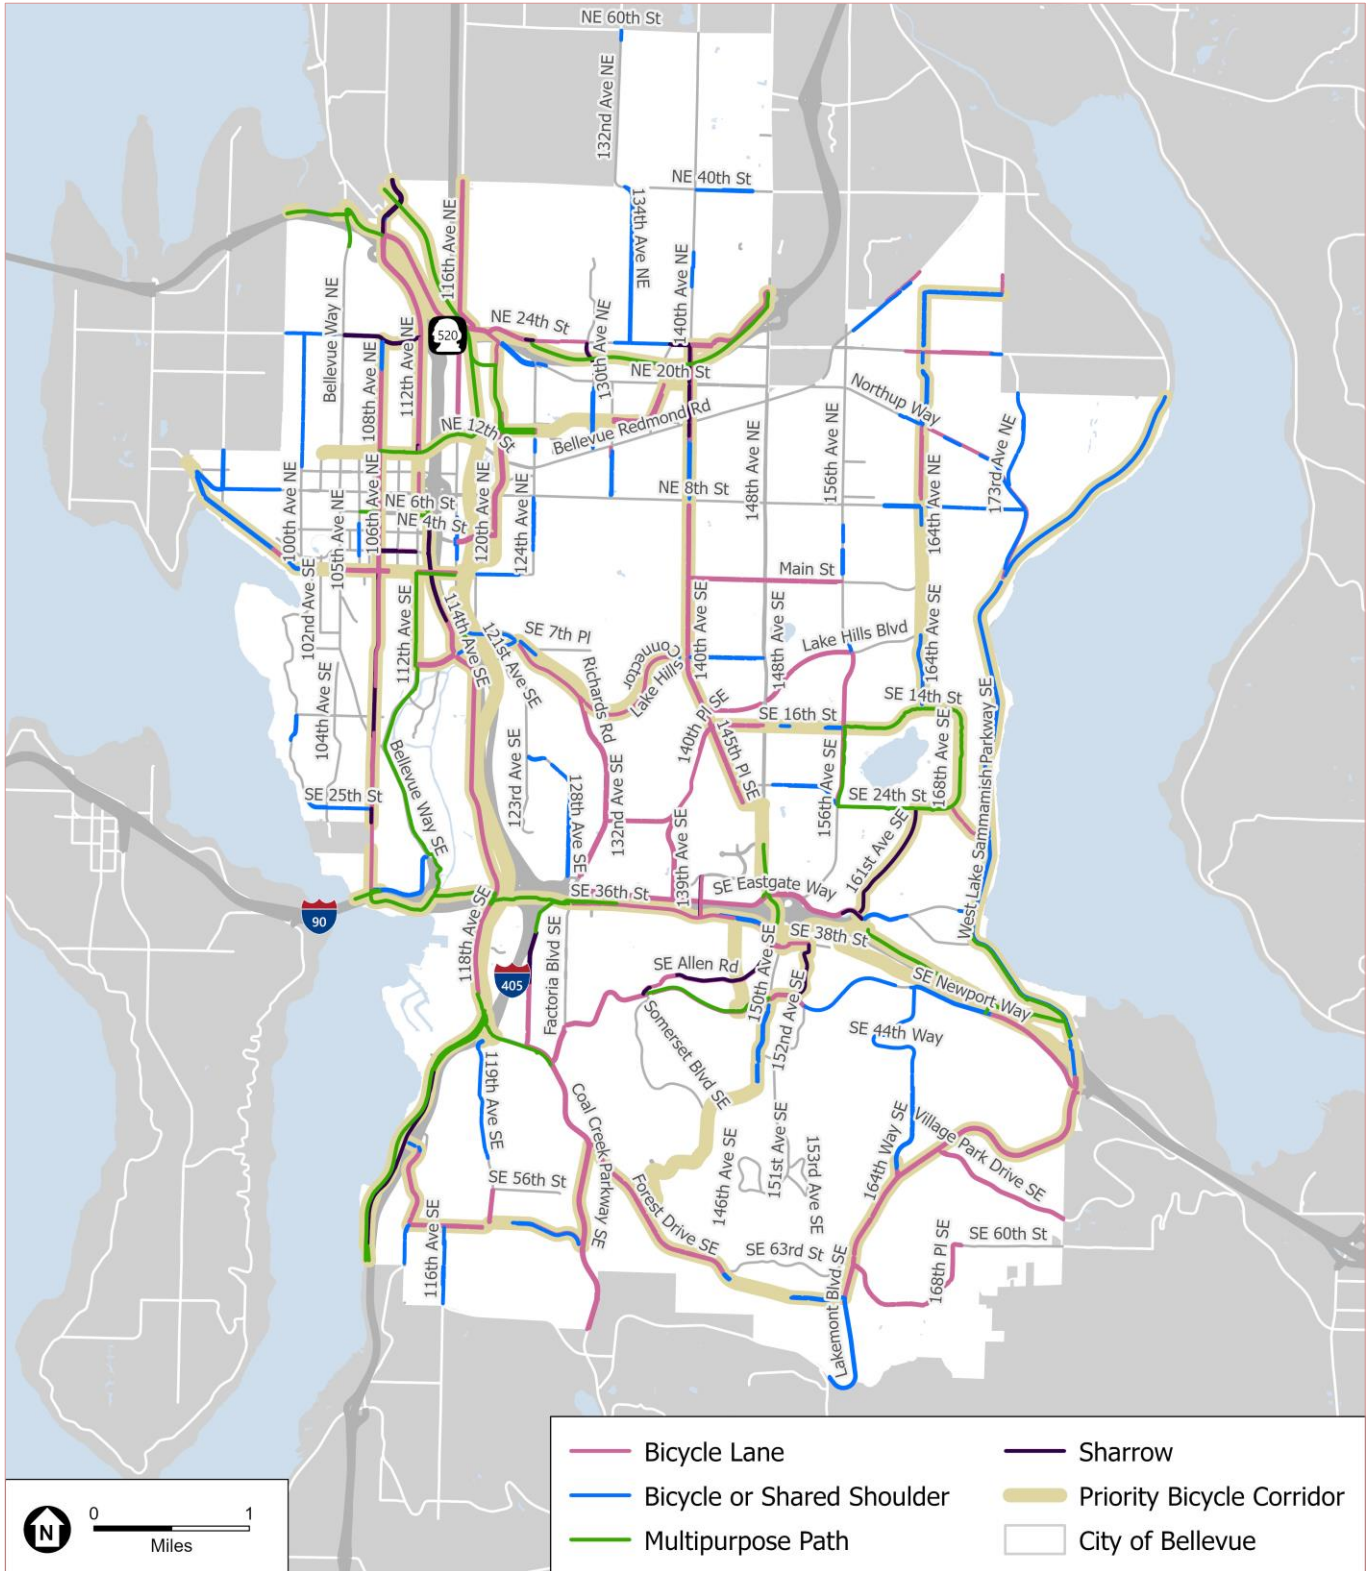 NE 60th St
132nd Ave NE
NE 40th St
134th Ave NE
116th Ave NE
140th Ave NE
Bellevue Way NE
NE 24th St
520
112th Ave NE
108th Ave NE
130th Ave NE
NE 20th St
Northup Way
Bellevue Redmond Rd
NE 12th St
148th Ave NE
156th Ave NE
164th Ave NE
173rd Ave NE
100th Ave NE
105th Ave NE
106th Ave NE
NE 6th St
NE 4th St
120th Ave NE
124th Ave NE
NE 8th St
Main St
102nd Ave SE
112th Ave SE
114th Ave SE
121st Ave SE
SE 7th Pl
Lake Hills Connector
140th Ave SE
148th Ave SE
Lake Hills Blvd
164th Ave SE
104th Ave SE
Richards Rd
140th Pl SE
145th Pl SE
SE 16th St
SE 14th St
156th Ave SE
168th Ave SE
SE 24th St
West Lake Sammamish Parkway SE
SE 25th St
Bellevue Way SE
123rd Ave SE
128th Ave SE
132nd Ave SE
139th Ave SE
161st Ave SE
SE 36th St
SE Eastgate Way
90
118th Ave SE
405
Factoria Blvd SE
SE Allen Rd
150th Ave SE
SE 38th St
SE Newport Way
152nd Ave SE
SE 44th Way
Somerset Blvd SE
119th Ave SE
Coal Creek Parkway SE
146th Ave SE
151st Ave SE
153rd Ave SE
164th Way SE
Village Park Drive SE
SE 56th St
Forest Drive SE
SE 63rd St
SE 60th St
116th Ave SE
Lakemont Blvd SE
168th Pl SE
Bicycle Lane
Bicycle or Shared Shoulder
Multipurpose Path
Sharrow
Priority Bicycle Corridor
City of Bellevue
N
0 1
Miles